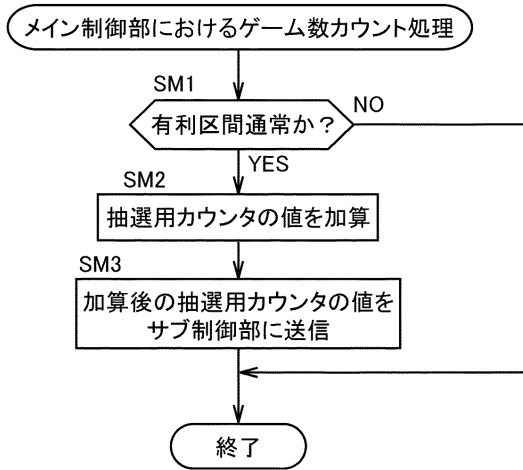 メイン制御部におけるゲーム数カウント処理
SM1
有利区間通常か？
NO
YES
SM2
抽選用カウンタの値を加算
SM3
加算後の抽選用カウンタの値を
サブ制御部に送信
終了